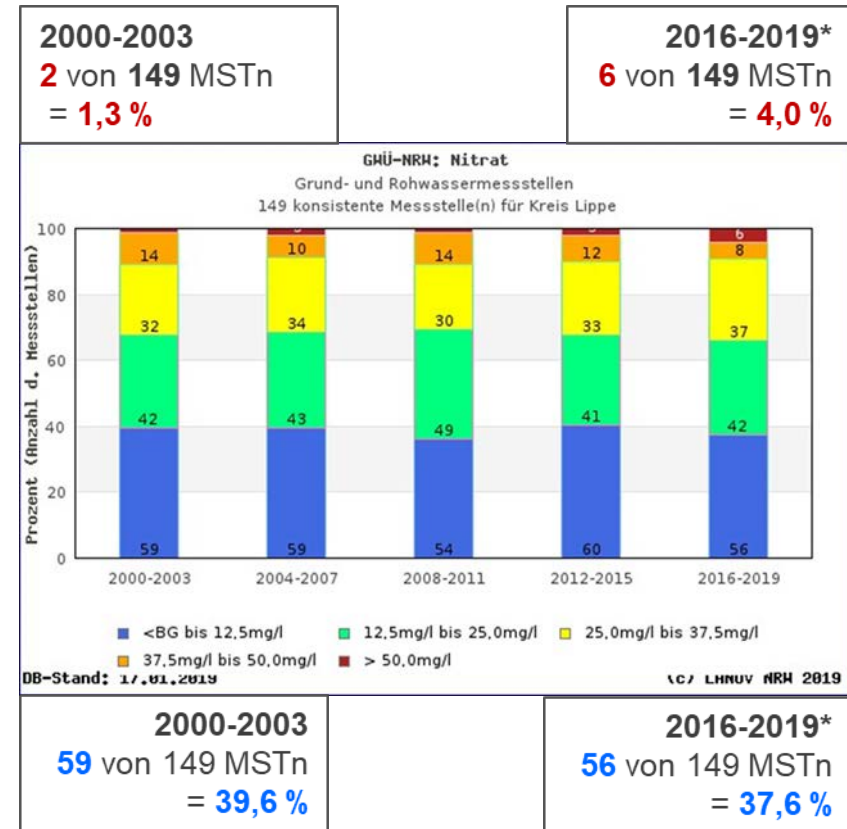 2000-2003
2 von 149 MSTn
= 1,3 %
2016-2019*
6 von 149 MSTn
= 4,0 %
GWÜ-NRW: Nitrat
Grund- und Rohwassermessstellen
149 konsistente Messstelle(n) für Kreis Lippe
Prozent (Anzahl d. Messstellen)
100
80
60
40
20
0
14
32
42
59
10
34
43
59
14
30
49
54
12
33
41
60
6
8
37
42
56
2000-2003
2004-2007
2008-2011
2012-2015
2016-2019
<BG bis 12,5mg/l
12,5mg/l bis 25,0mg/l
25,0mg/l bis 37,5mg/l
37,5mg/l bis 50,0mg/l
> 50,0mg/l
DB-Stand: 17.01.2019
(c) LANUV NRW 2019
2000-2003
59 von 149 MSTn
= 39,6 %
2016-2019*
56 von 149 MSTn
= 37,6 %